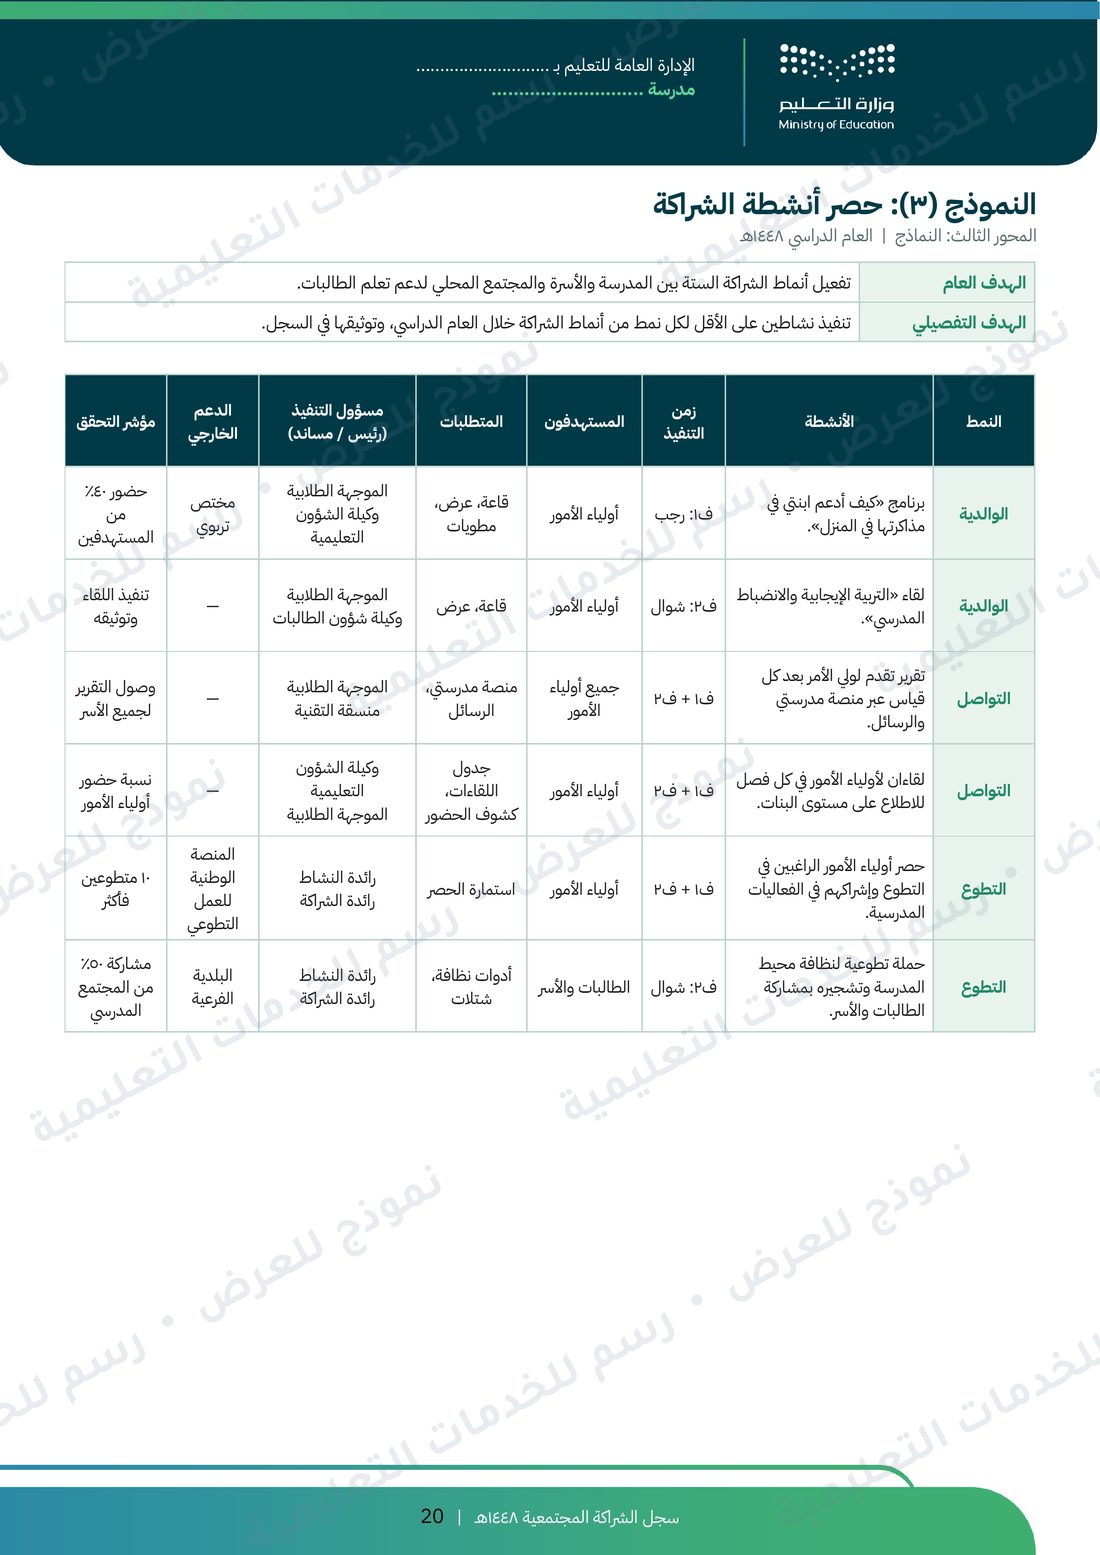 وزارة التعليم
Ministry of Education
الإدارة العامة للتعليم بـ ............................
مدرسة ............................
النموذج (٣): حصر أنشطة الشراكة
المحور الثالث: النماذج | العام الدراسي ١٤٤٨هـ
الهدف العام
تفعيل أنماط الشراكة الستة بين المدرسة والأسرة والمجتمع المحلي لدعم تعلم الطالبات.
الهدف التفصيلي
تنفيذ نشاطين على الأقل لكل نمط من أنماط الشراكة خلال العام الدراسي، وتوثيقها في السجل.
النمط
الأنشطة
زمن
التنفيذ
المستهدفون
المتطلبات
مسؤول التنفيذ
(رئيس / مساند)
الدعم
الخارجي
مؤشر التحقق
الوالدية
برنامج «كيف أدعم ابنتي في
مذاكرتها في المنزل».
ف١: رجب
أولياء الأمور
قاعة، عرض،
مطويات
الموجهة الطلابية
وكيلة الشؤون
التعليمية
مختص
تربوي
حضور ٤٠٪
من
المستهدفين
الوالدية
لقاء «التربية الإيجابية والانضباط
المدرسي».
ف٢: شوال
أولياء الأمور
قاعة، عرض
الموجهة الطلابية
وكيلة شؤون الطالبات
—
تنفيذ اللقاء
وتوثيقه
التواصل
تقرير تقدم لولي الأمر بعد كل
قياس عبر منصة مدرستي
والرسائل.
ف١ + ف٢
جميع أولياء
الأمور
منصة مدرستي،
الرسائل
الموجهة الطلابية
منسقة التقنية
—
وصول التقرير
لجميع الأسر
التواصل
لقاءان لأولياء الأمور في كل فصل
للاطلاع على مستوى البنات.
ف١ + ف٢
أولياء الأمور
جدول
اللقاءات،
كشوف الحضور
وكيلة الشؤون
التعليمية
الموجهة الطلابية
—
نسبة حضور
أولياء الأمور
التطوع
حصر أولياء الأمور الراغبين في
التطوع وإشراكهم في الفعاليات
المدرسية.
ف١ + ف٢
أولياء الأمور
استمارة الحصر
رائدة النشاط
رائدة الشراكة
المنصة
الوطنية
للعمل
التطوعي
١٠ متطوعين
فأكثر
التطوع
حملة تطوعية لنظافة محيط
المدرسة وتشجيره بمشاركة
الطالبات والأسر.
ف٢: شوال
الطالبات والأسر
أدوات نظافة،
شتلات
رائدة النشاط
رائدة الشراكة
البلدية
الفرعية
مشاركة ٥٠٪
من المجتمع
المدرسي
نموذج للعرض • رسم للخدمات التعليمية
سجل الشراكة المجتمعية ١٤٤٨هـ | 20